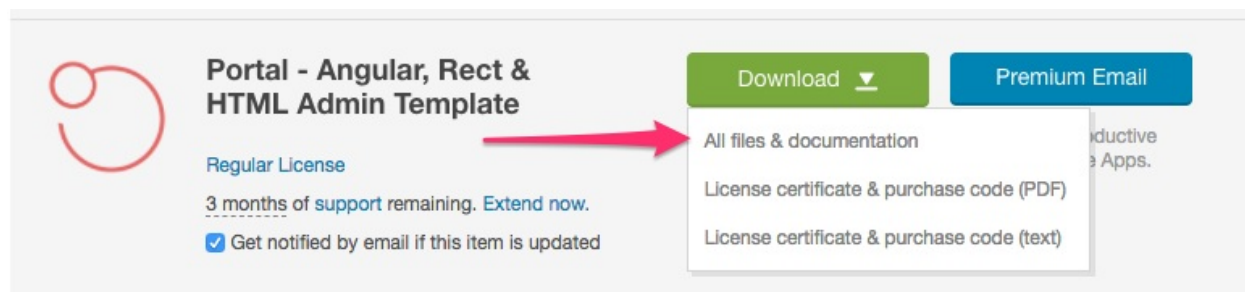 Portal - Angular, Rect &
HTML Admin Template
Regular License
3 months of support remaining. Extend now.
Get notified by email if this item is updated
Download
All files & documentation
License certificate & purchase code (PDF)
License certificate & purchase code (text)
Premium Email
Apps.